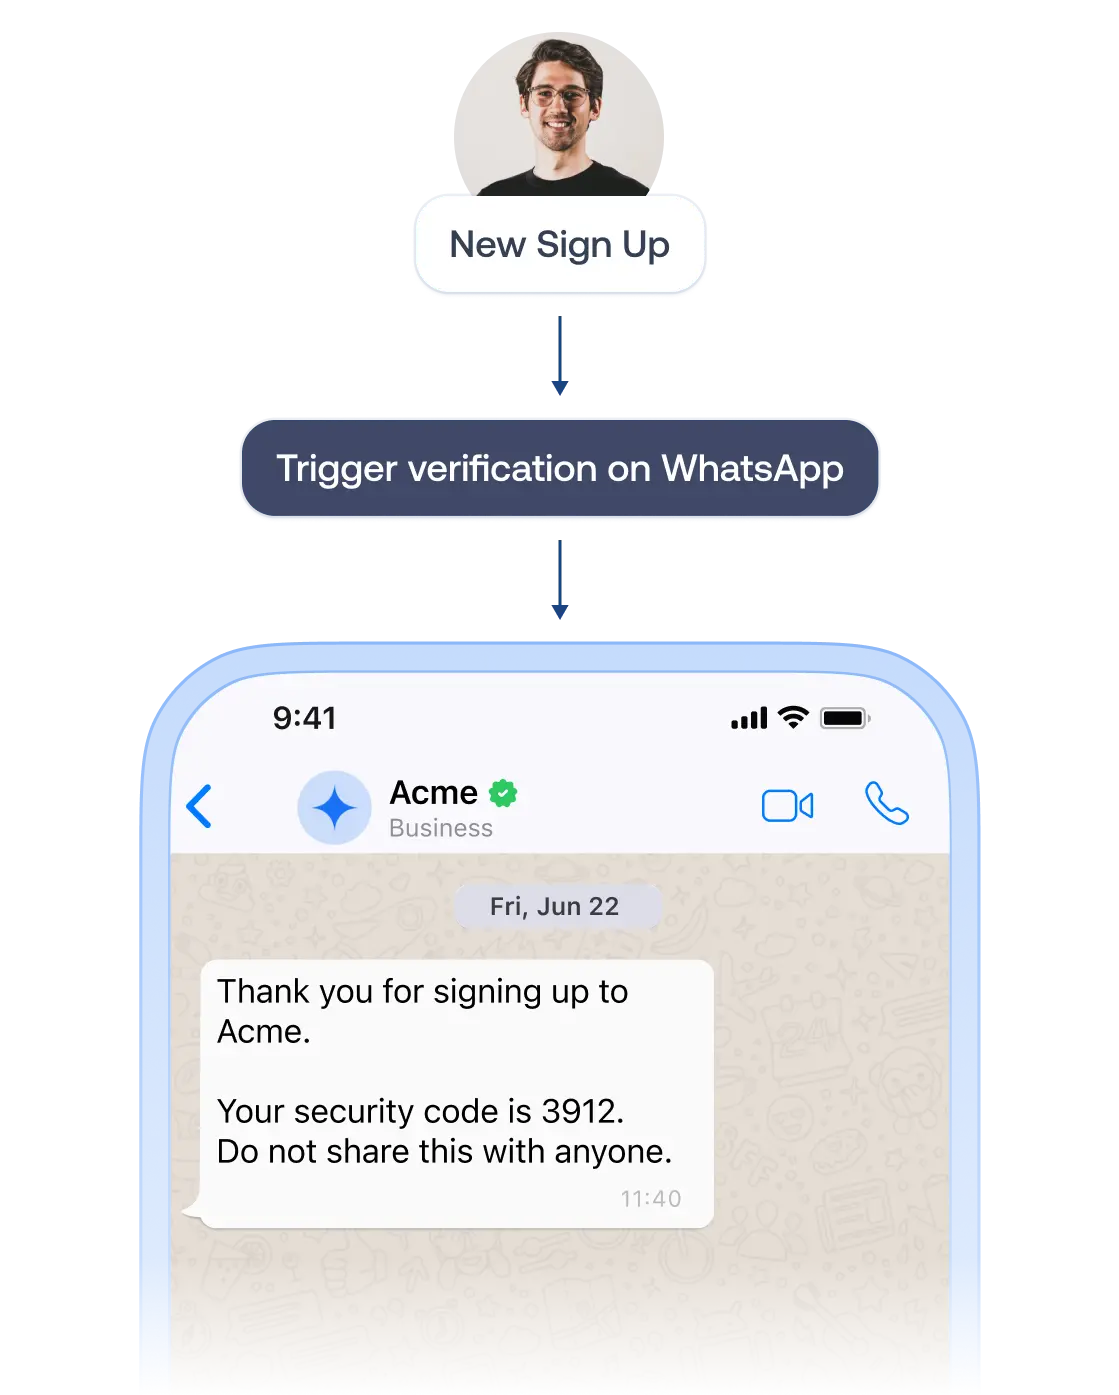 New Sign Up
Trigger verification on WhatsApp
9:41
Acme
Business
Fri, Jun 22
Thank you for signing up to
Acme.
Your security code is 3912.
Do not share this with anyone.
11:40
24